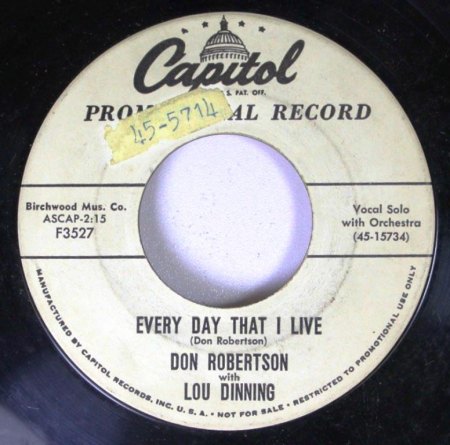 Capitol
S. PAT. OFF.
PROM AL RECORD
45-5714
Birchwood Mus. Co.
ASCAP-2:15
F3527
Vocal Solo
with Orchestra
(45-15734)
EVERY DAY THAT I LIVE
(Don Robertson)
DON ROBERTSON
with
LOU DINNING
MANUFACTURED BY CAPITOL RECORDS, INC. U. S. A. • NOT FOR SALE • RESTRICTED TO PROMOTIONAL USE ONLY